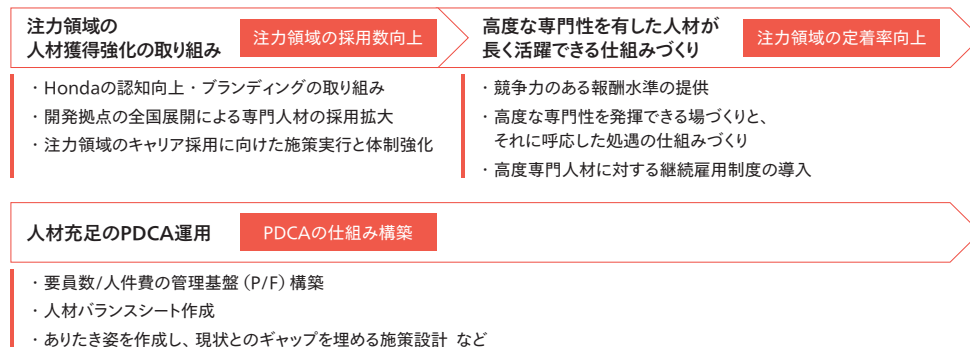 注力領域の
人材獲得強化の取り組み
注力領域の採用数向上
・Hondaの認知向上・ブランディングの取り組み
・開発拠点の全国展開による専門人材の採用拡大
・注力領域のキャリア採用に向けた施策実行と体制強化
高度な専門性を有した人材が
長く活躍できる仕組みづくり
注力領域の定着率向上
・競争力のある報酬水準の提供
・高度な専門性を発揮できる場づくりと、
それに呼応した処遇の仕組みづくり
・高度専門人材に対する継続雇用制度の導入
人材充足のPDCA運用
PDCAの仕組み構築
・要員数/人件費の管理基盤（P/F）構築
・人材バランスシート作成
・ありたき姿を作成し、現状とのギャップを埋める施策設計 など